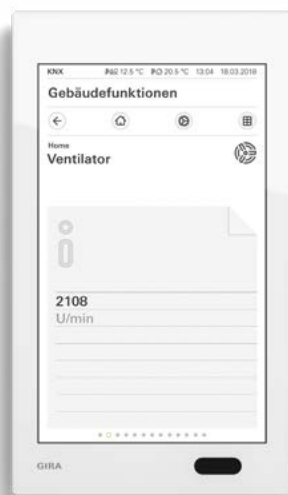 KNX 12.5 °C 20.5 °C 13:04 18.03.2018
Gebäudefunktionen
Home
Ventilator
2108
U/min
GIRA